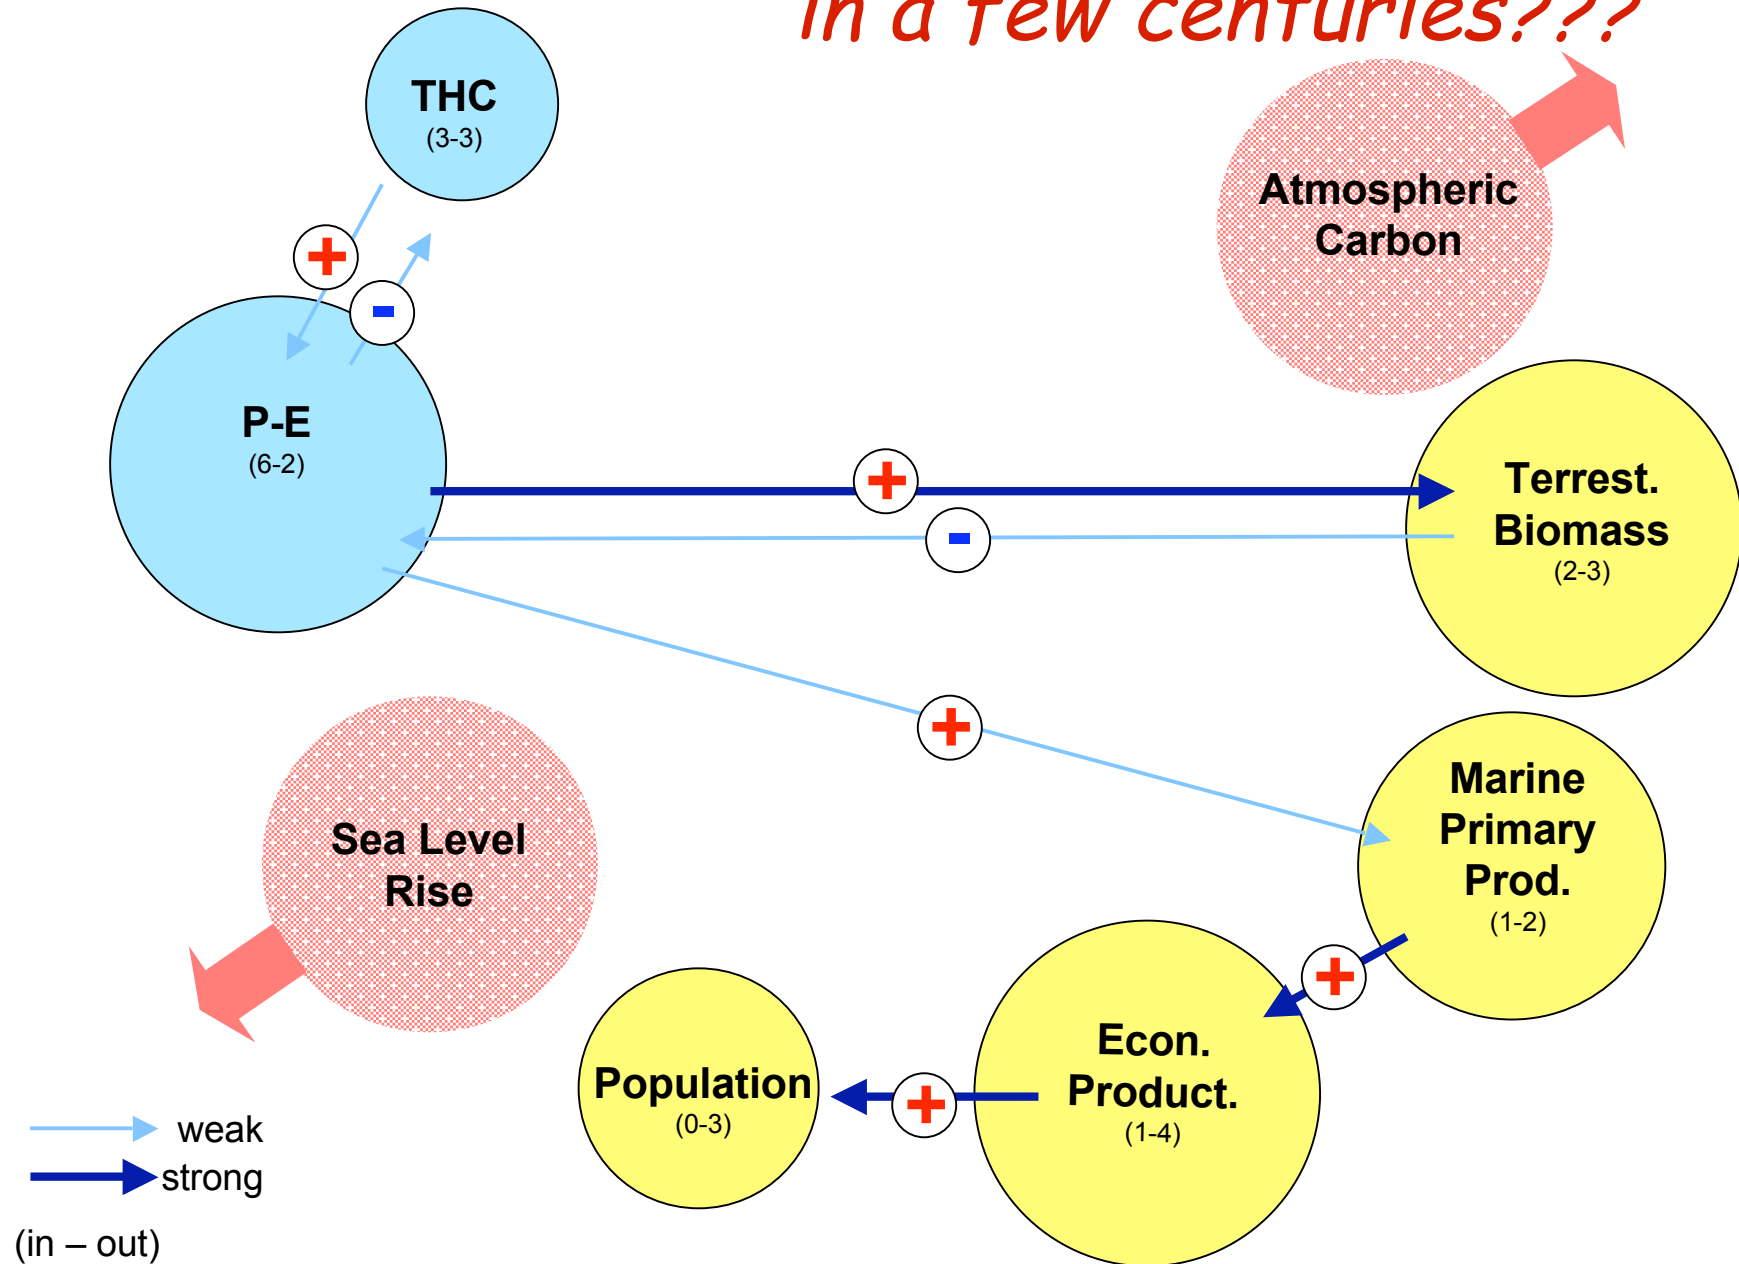 in a few centuries???
THC
(3-3)
Atmospheric
Carbon
+
-
P-E
(6-2)
+
-
Terrest.
Biomass
(2-3)
+
Marine
Primary
Prod.
(1-2)
Sea Level
Rise
+
Econ.
Product.
(1-4)
+
Population
(0-3)
weak
strong
(in – out)